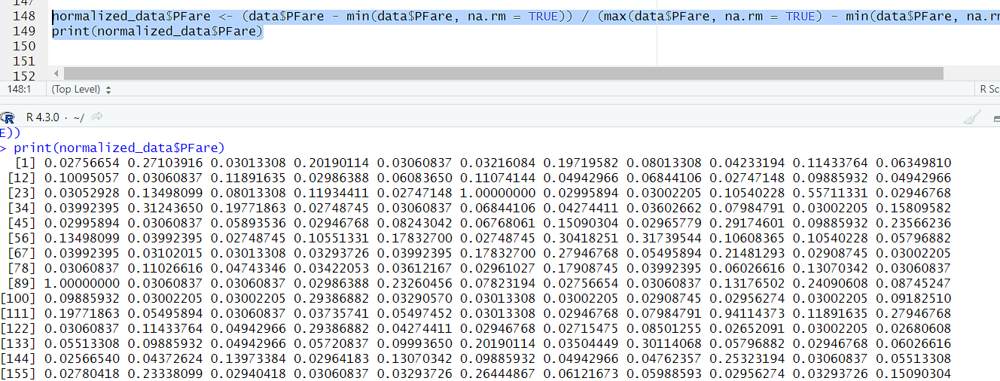 147
148 normalized_data$PFare <- (data$PFare - min(data$PFare, na.rm = TRUE)) / (max(data$PFare, na.rm = TRUE) - min(data$PFare, na.rm
149 print(normalized_data$PFare)
150
151
152
148:1 (Top Level) R Sc
R 4.3.0 · ~/
E))
> print(normalized_data$PFare)
[1] 0.02756654 0.27103916 0.03013308 0.20190114 0.03060837 0.03216084 0.19719582 0.08013308 0.04233194 0.11433764 0.06349810
[12] 0.10095057 0.03060837 0.11891635 0.02986388 0.06083650 0.11074144 0.04942966 0.06844106 0.02747148 0.09885932 0.04942966
[23] 0.03052928 0.13498099 0.08013308 0.11934411 0.02747148 1.00000000 0.02995894 0.03002205 0.10540228 0.55711331 0.02946768
[34] 0.03992395 0.31243650 0.19771863 0.02748745 0.03060837 0.06844106 0.04274411 0.03602662 0.07984791 0.03002205 0.15809582
[45] 0.02995894 0.03060837 0.05893536 0.02946768 0.08243042 0.06768061 0.15090304 0.02965779 0.29174601 0.09885932 0.23566236
[56] 0.13498099 0.03992395 0.02748745 0.10551331 0.17832700 0.02748745 0.30418251 0.31739544 0.10608365 0.10540228 0.05796882
[67] 0.03992395 0.03102015 0.03013308 0.03293726 0.03992395 0.17832700 0.27946768 0.05495894 0.21481293 0.02908745 0.03002205
[78] 0.03060837 0.11026616 0.04743346 0.03422053 0.03612167 0.02961027 0.17908745 0.03992395 0.06026616 0.13070342 0.03060837
[89] 1.00000000 0.03060837 0.03060837 0.02986388 0.23260456 0.07823194 0.02756654 0.03060837 0.13176502 0.24090608 0.08745247
[100] 0.09885932 0.03002205 0.03002205 0.29386882 0.03290570 0.03013308 0.03002205 0.02908745 0.02956274 0.03002205 0.09182510
[111] 0.19771863 0.05495894 0.03060837 0.03735741 0.05497452 0.03013308 0.02946768 0.07984791 0.94114373 0.11891635 0.27946768
[122] 0.03060837 0.11433764 0.04942966 0.29386882 0.04274411 0.02946768 0.02715475 0.08501255 0.02652091 0.03002205 0.02680608
[133] 0.05513308 0.09885932 0.04942966 0.05720837 0.09993650 0.20190114 0.03504449 0.30114068 0.05796882 0.02946768 0.06026616
[144] 0.02566540 0.04372624 0.13973384 0.02964183 0.13070342 0.09885932 0.04942966 0.04762357 0.25323194 0.03060837 0.05513308
[155] 0.02780418 0.23338099 0.02940418 0.03060837 0.03293726 0.26444867 0.06121673 0.05988593 0.02956274 0.03293726 0.15090304